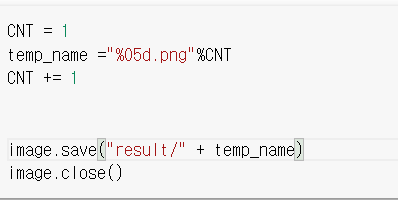 CNT = 1
temp_name ="%05d.png"%CNT
CNT += 1
image.save("result/" + temp_name)
image.close()